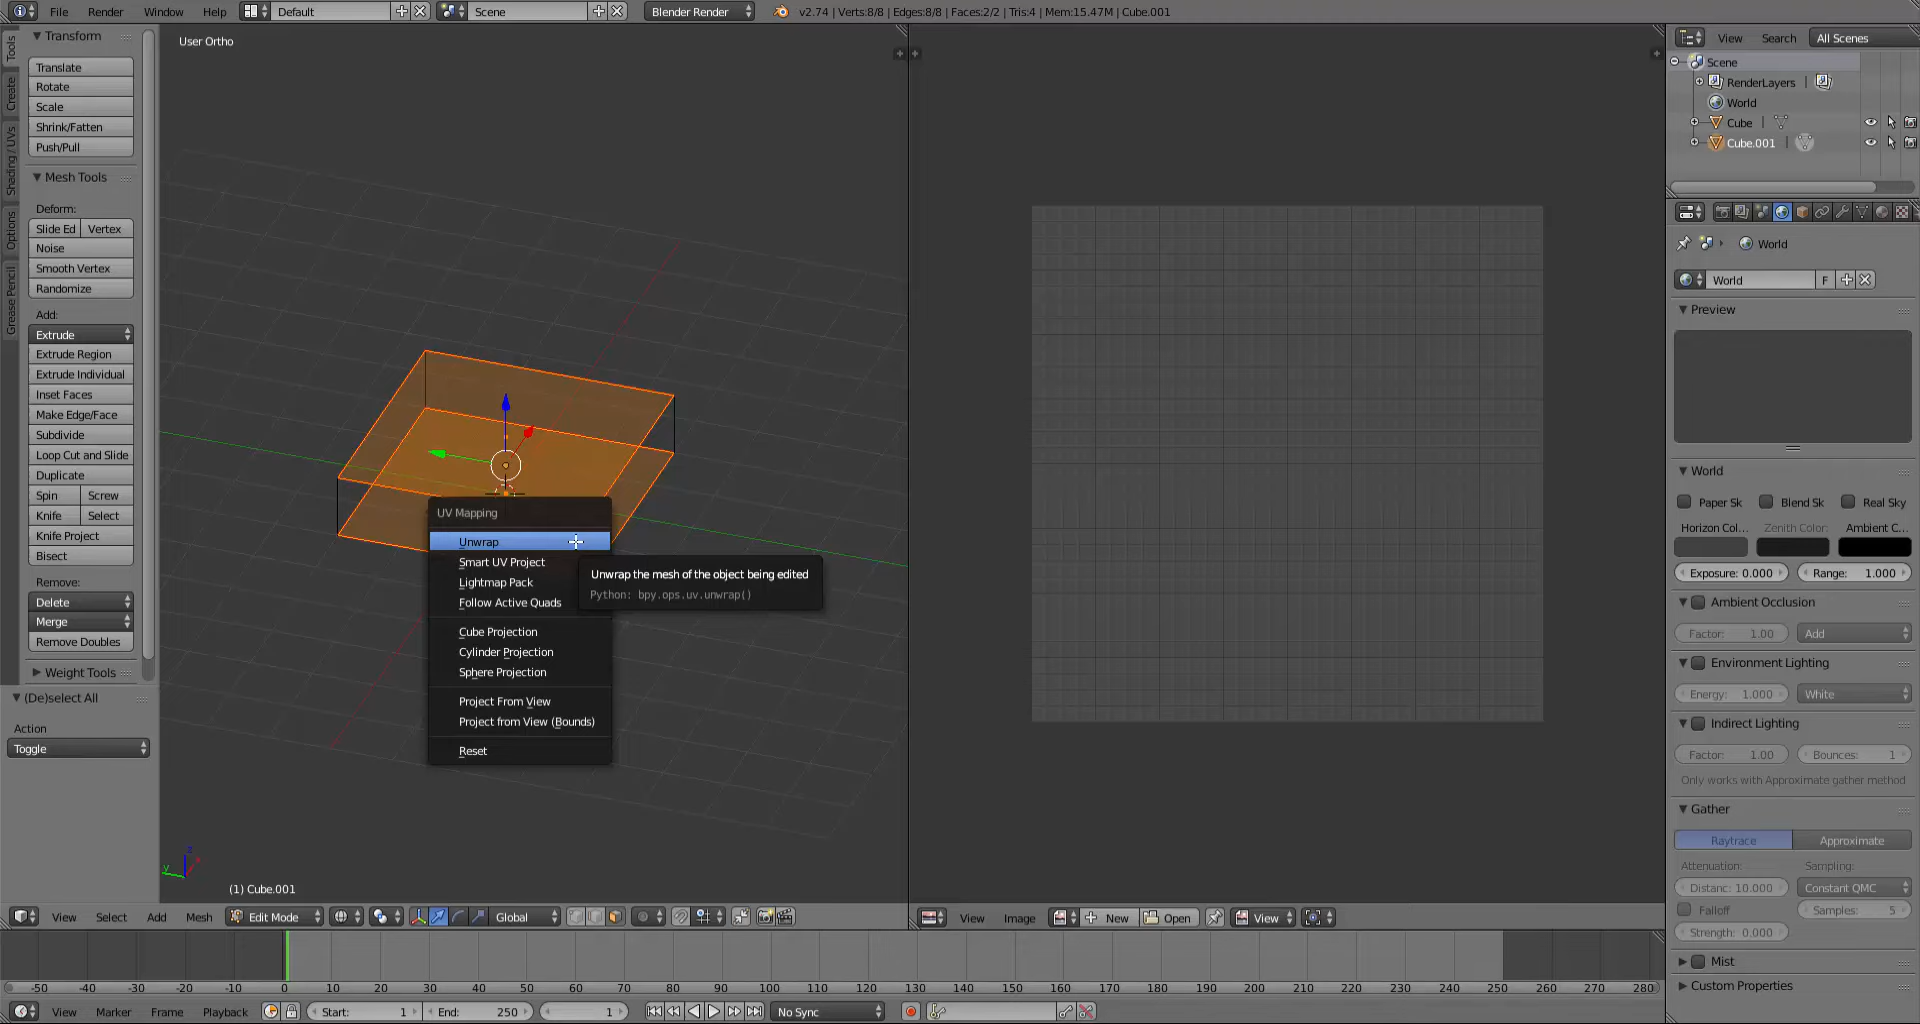 File Render Window Help Default Scene Blender Render v2.74 | Verts:8/8 | Edges:8/8 | Faces:2/2 | Tris:4 | Mem:15.47M | Cube.001
Tools
Create
Shading / UVs
Options
Grease Pencil
Transform
Translate
Rotate
Scale
Shrink/Fatten
Push/Pull
Mesh Tools
Deform:
Slide Ed Vertex
Noise
Smooth Vertex
Randomize
Add:
Extrude
Extrude Region
Extrude Individual
Inset Faces
Make Edge/Face
Subdivide
Loop Cut and Slide
Duplicate
Spin Screw
Knife Select
Knife Project
Bisect
Remove:
Delete
Merge
Remove Doubles
Weight Tools
(De)select All
Action
Toggle
User Ortho
UV Mapping
Unwrap
Smart UV Project
Lightmap Pack
Follow Active Quads
Cube Projection
Cylinder Projection
Sphere Projection
Project From View
Project from View (Bounds)
Reset
Unwrap the mesh of the object being edited
Python: bpy.ops.uv.unwrap()
z
y
x
(1) Cube.001
View Select Add Mesh Edit Mode Global
View Image New Open View
View Search All Scenes
Scene
RenderLayers |
World
Cube |
Cube.001 |
World
World F
Preview
World
Paper Sk Blend Sk Real Sky
Horizon Col... Zenith Color: Ambient C...
Exposure: 0.000 Range: 1.000
Ambient Occlusion
Factor: 1.00 Add
Environment Lighting
Energy: 1.000 White
Indirect Lighting
Factor: 1.00 Bounces: 1
Only works with Approximate gather method
Gather
Raytrace Approximate
Attenuation: Sampling:
Distanc: 10.000 Constant QMC
Falloff Samples: 5
Strength: 0.000
Mist
Custom Properties
-50 -40 -30 -20 -10 0 10 20 30 40 50 60 70 80 90 100 110 120 130 140 150 160 170 180 190 200 210 220 230 240 250 260 270 280
View Marker Frame Playback Start: 1 End: 250 1 No Sync